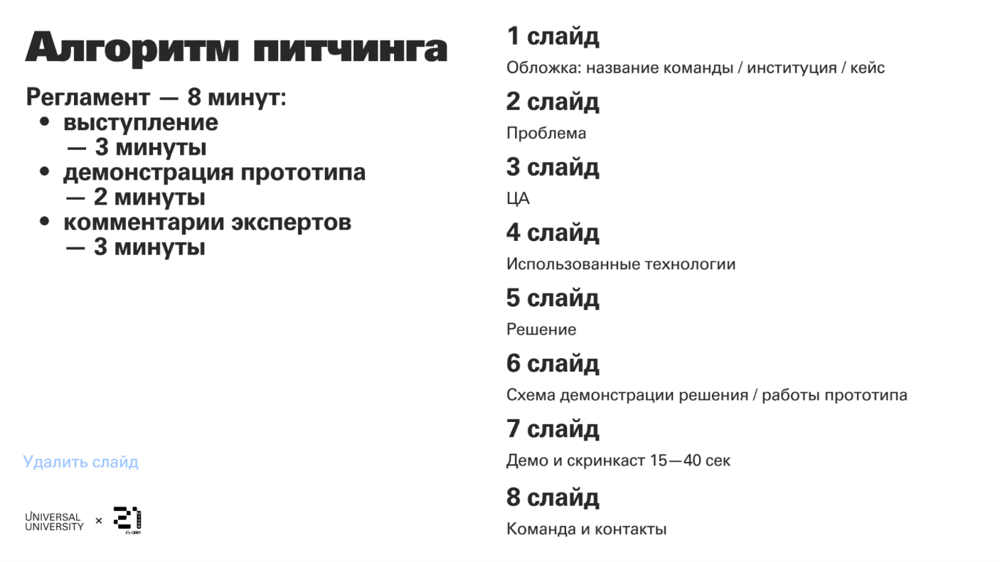 Алгоритм питчинга
Регламент — 8 минут:
• выступление
— 3 минуты
• демонстрация прототипа
— 2 минуты
• комментарии экспертов
— 3 минуты
Удалить слайд
UNIVERSAL
UNIVERSITY
×
21
1 слайд
Обложка: название команды / институция / кейс
2 слайд
Проблема
3 слайд
ЦА
4 слайд
Использованные технологии
5 слайд
Решение
6 слайд
Схема демонстрации решения / работы прототипа
7 слайд
Демо и скринкаст 15—40 сек
8 слайд
Команда и контакты